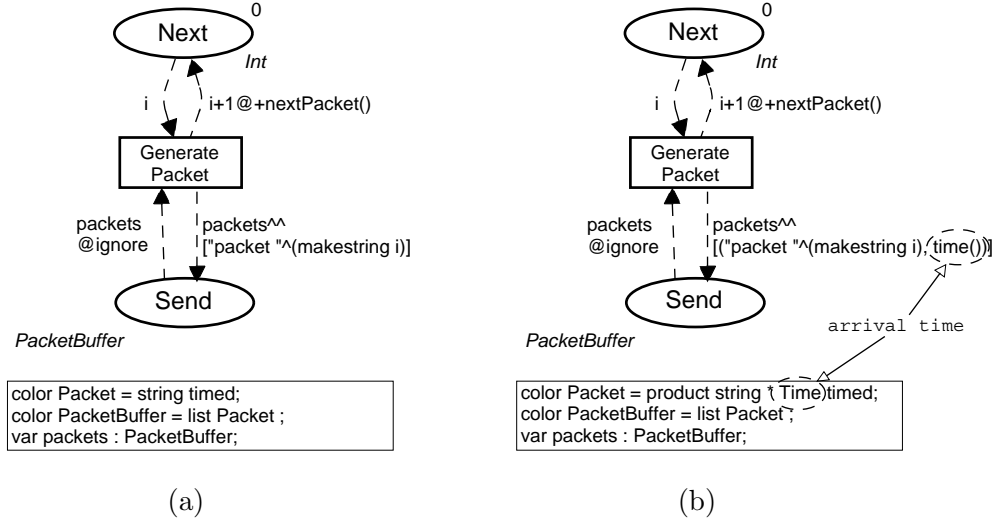 0
Next
Int
i
i+1@+nextPacket()
Generate
Packet
packets
@ignore
packets^^
["packet "^(makestring i)]
Send
PacketBuffer
color Packet = string timed;
color PacketBuffer = list Packet ;
var packets : PacketBuffer;
(a)
0
Next
Int
i
i+1@+nextPacket()
Generate
Packet
packets
@ignore
packets^^
[("packet "^(makestring i), time())]
Send
PacketBuffer
arrival time
color Packet = product string * Time timed;
color PacketBuffer = list Packet ;
var packets : PacketBuffer;
(b)